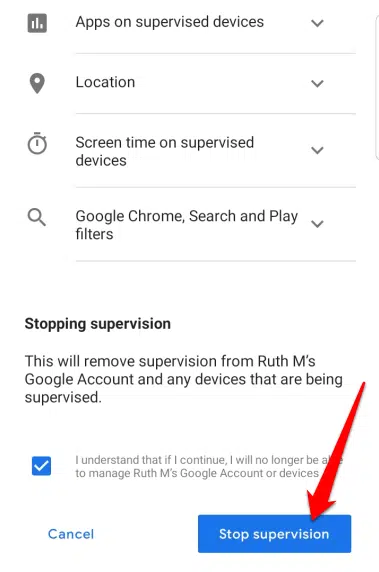 Apps on supervised devices
Location
Screen time on supervised
devices
Google Chrome, Search and Play
filters
Stopping supervision
This will remove supervision from Ruth M's
Google Account and any devices that are being
supervised.
I understand that if I continue, I will no longer be able
to manage Ruth M's Google Account or devices
Cancel
Stop supervision